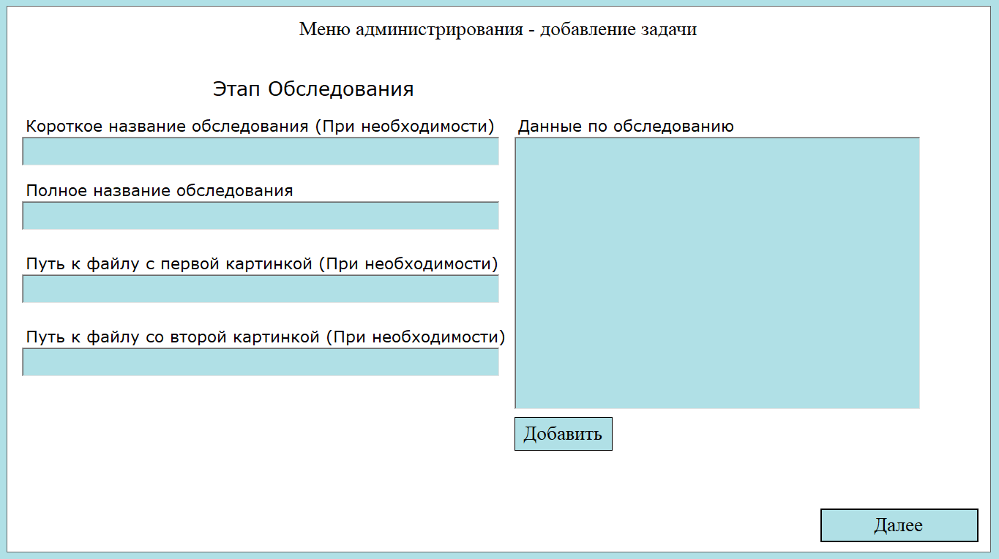 Меню администрирования - добавление задачи
Этап Обследования
Короткое название обследования (При необходимости)
Полное название обследования
Путь к файлу с первой картинкой (При необходимости)
Путь к файлу со второй картинкой (При необходимости)
Данные по обследованию
Добавить
Далее